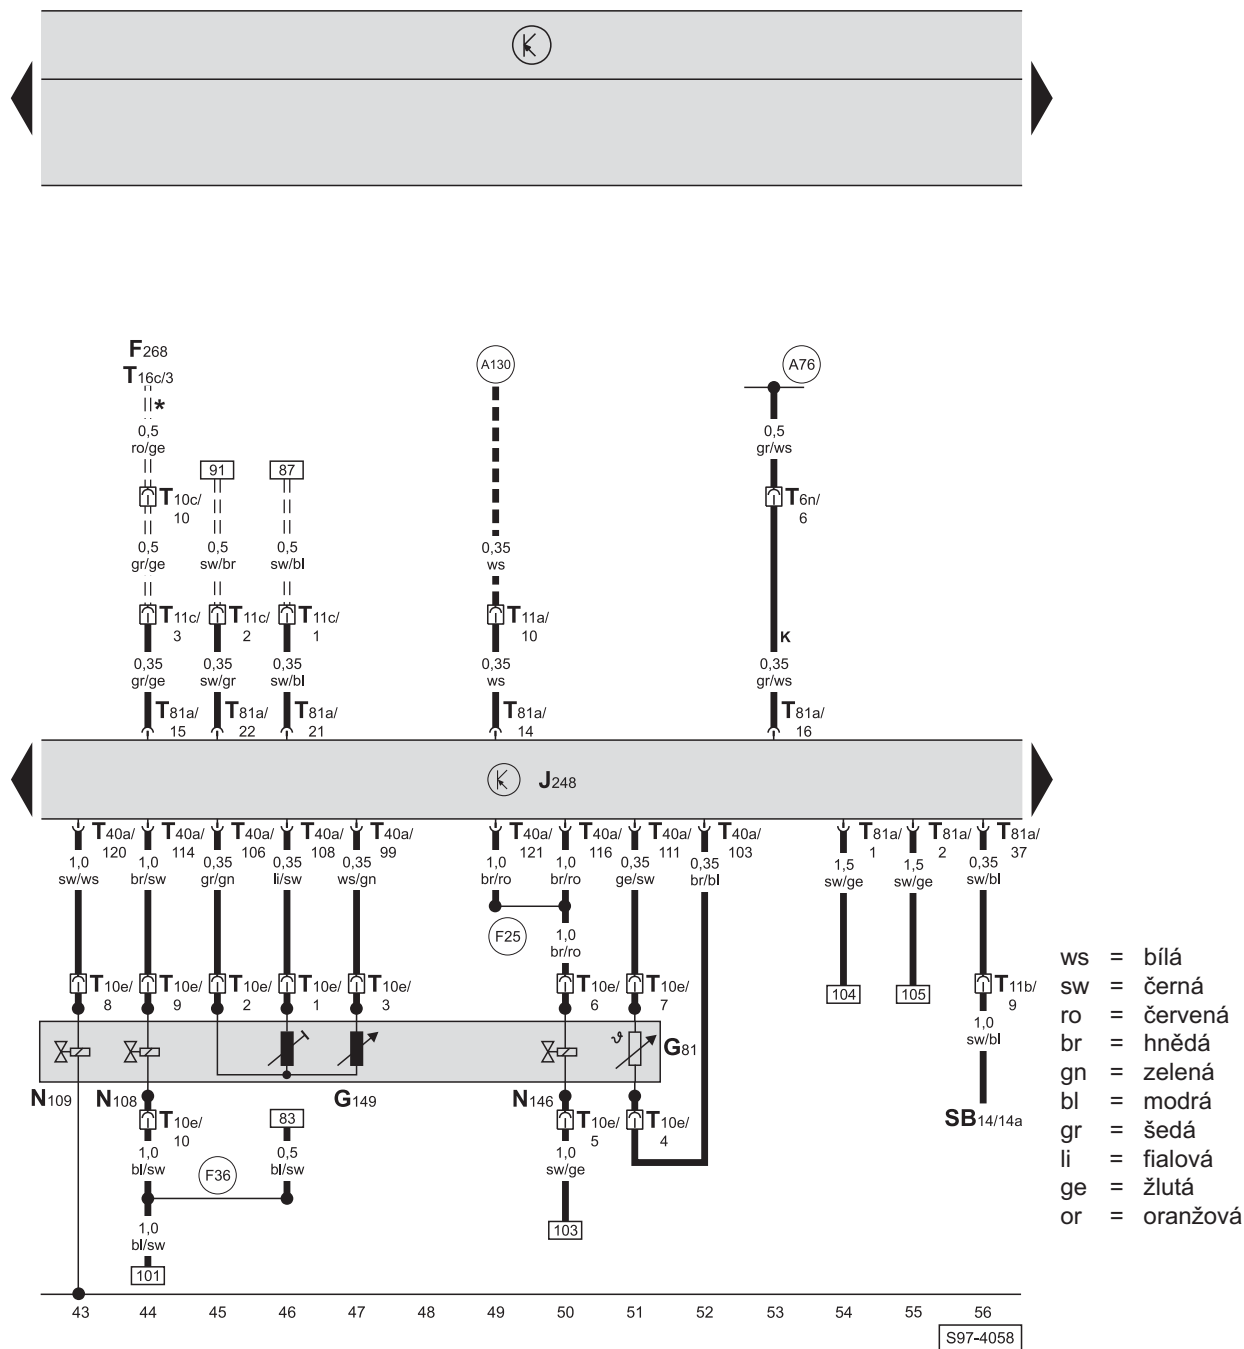 F268
T16c/3
*
0,5
ro/ge
T10c/
10
91
87
0,5
gr/ge
0,5
sw/br
0,5
sw/bl
T11c/
3
T11c/
2
T11c/
1
0,35
gr/ge
0,35
sw/gr
0,35
sw/bl
T81a/
15
T81a/
22
T81a/
21
A130
0,35
ws
T11a/
10
0,35
ws
T81a/
14
A76
0,5
gr/ws
T6n/
6
K
0,35
gr/ws
T81a/
16
J248
T40a/
120
T40a/
114
T40a/
106
T40a/
108
T40a/
99
T40a/
121
T40a/
116
T40a/
111
T40a/
103
T81a/
1
T81a/
2
T81a/
37
1,0
sw/ws
1,0
br/sw
0,35
gr/gn
0,35
li/sw
0,35
ws/gn
1,0
br/ro
1,0
br/ro
0,35
ge/sw
0,35
br/bl
1,5
sw/ge
1,5
sw/ge
0,35
sw/bl
F25
1,0
br/ro
T10e/
8
T10e/
9
T10e/
2
T10e/
1
T10e/
3
T10e/
6
T10e/
7
104
105
T11b/
9
1,0
sw/bl
SB14/14a
ϑ
G81
N109
N108
G149
N146
T10e/
10
83
T10e/
5
T10e/
4
1,0
bl/sw
F36
0,5
bl/sw
1,0
sw/ge
1,0
bl/sw
101
103
43 44 45 46 47 48 49 50 51 52 53 54 55 56
S97-4058
ws = bílá
sw = černá
ro = červená
br = hnědá
gn = zelená
bl = modrá
gr = šedá
li = fialová
ge = žlutá
or = oranžová